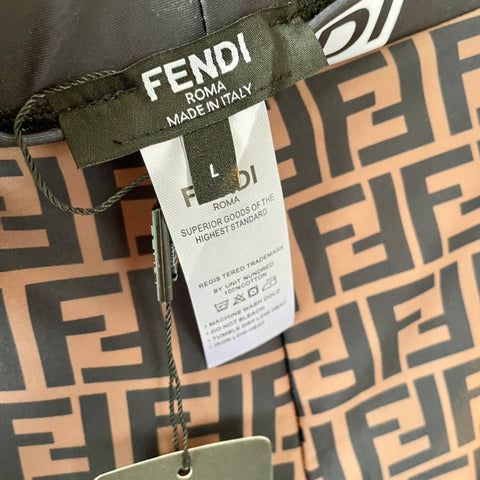 FENDI
ROMA
MADE IN ITALY
L
FENDI
ROMA
SUPERIOR GOODS OF THE
HIGHEST STANDARD
REGIS TERED TRADEMARK
BY UNIT NUNDRED
100%COTTON
• MACHINE WASH COLD
• DO NOT BLEACH
• TUMBLE DRY LOW HEAT
• IRON LOW HEAT
DI